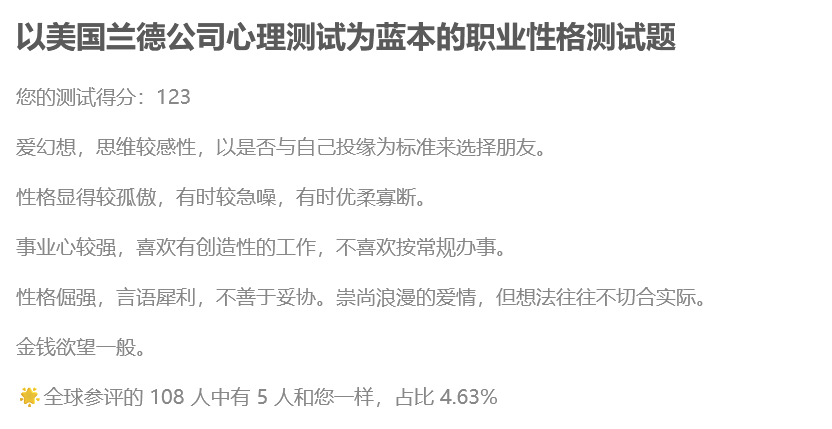 以美国兰德公司心理测试为蓝本的职业性格测试题
您的测试得分：123
爱幻想，思维较感性，以是否与自己投缘为标准来选择朋友。
性格显得较孤傲，有时较急噪，有时优柔寡断。
事业心较强，喜欢有创造性的工作，不喜欢按常规办事。
性格倔强，言语犀利，不善于妥协。崇尚浪漫的爱情，但想法往往不切合实际。
金钱欲望一般。
🌟全球参评的 108 人中有 5 人和您一样，占比 4.63%